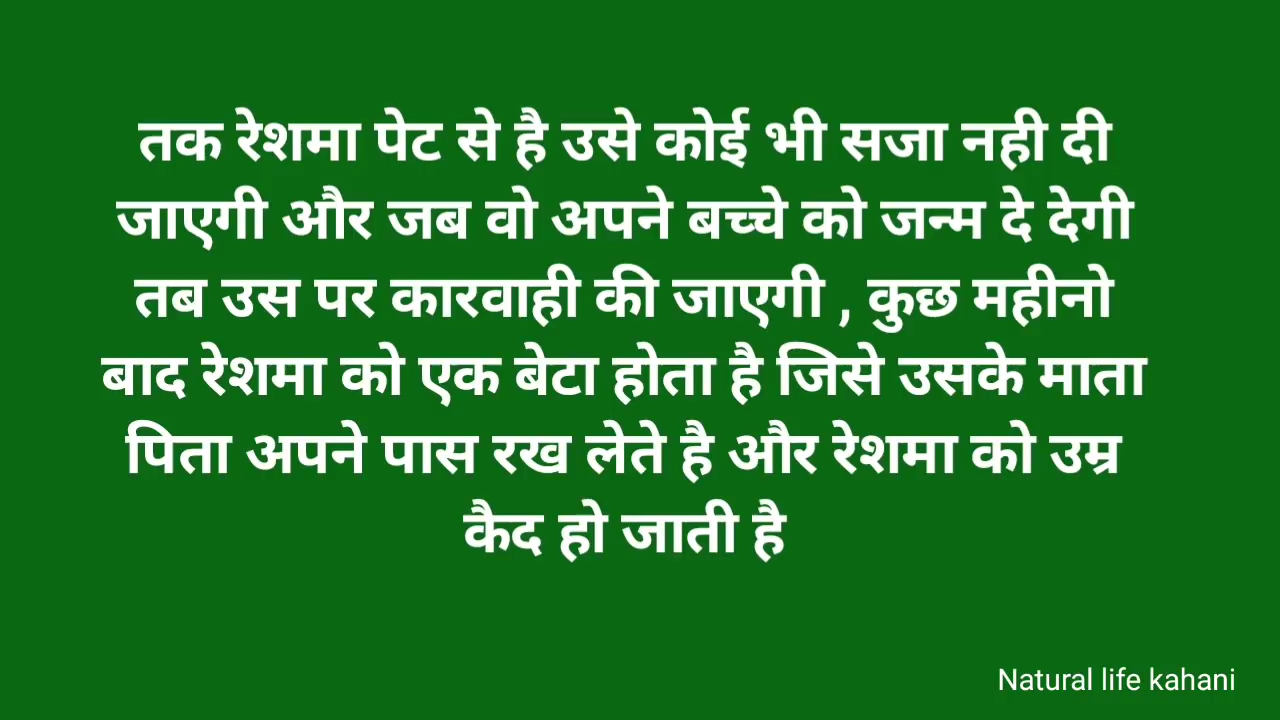 तक रेशमा पेट से है उसे कोई भी सजा नही दी
जाएगी और जब वो अपने बच्चे को जन्म दे देगी
तब उस पर कारवाही की जाएगी , कुछ महीनो
बाद रेशमा को एक बेटा होता है जिसे उसके माता
पिता अपने पास रख लेते है और रेशमा को उम्र
कैद हो जाती है
Natural life kahani